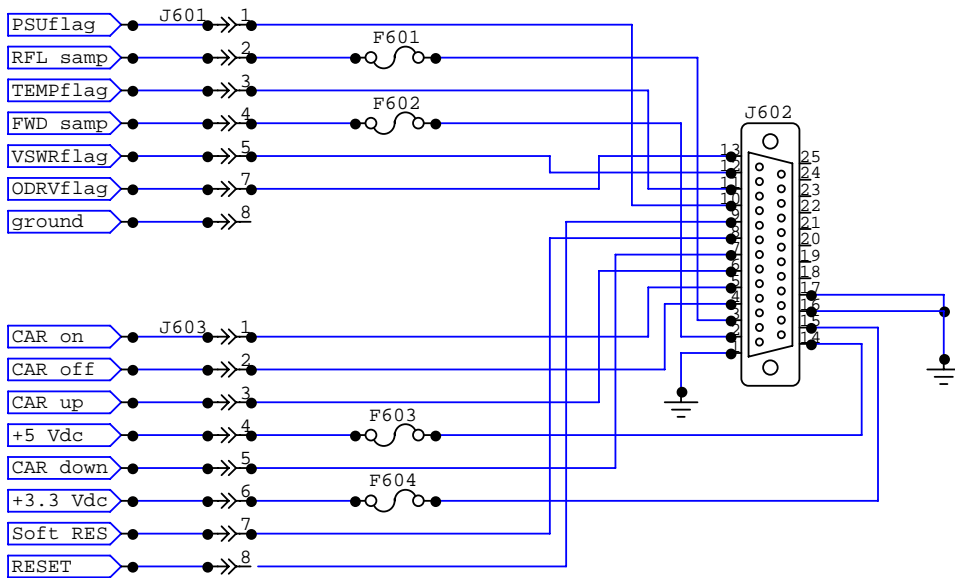 PSUflag J601 1
RFL samp 2 F601
TEMPflag 3
FWD samp 4 F602
VSWRflag 5
ODRVflag 7
ground 8
J602
13
12
11
10
9
8
7
6
5
4
3
2
1
25
24
23
22
21
20
19
18
17
16
15
14
CAR on J603 1
CAR off 2
CAR up 3
+5 Vdc 4 F603
CAR down 5
+3.3 Vdc 6 F604
Soft RES 7
RESET 8